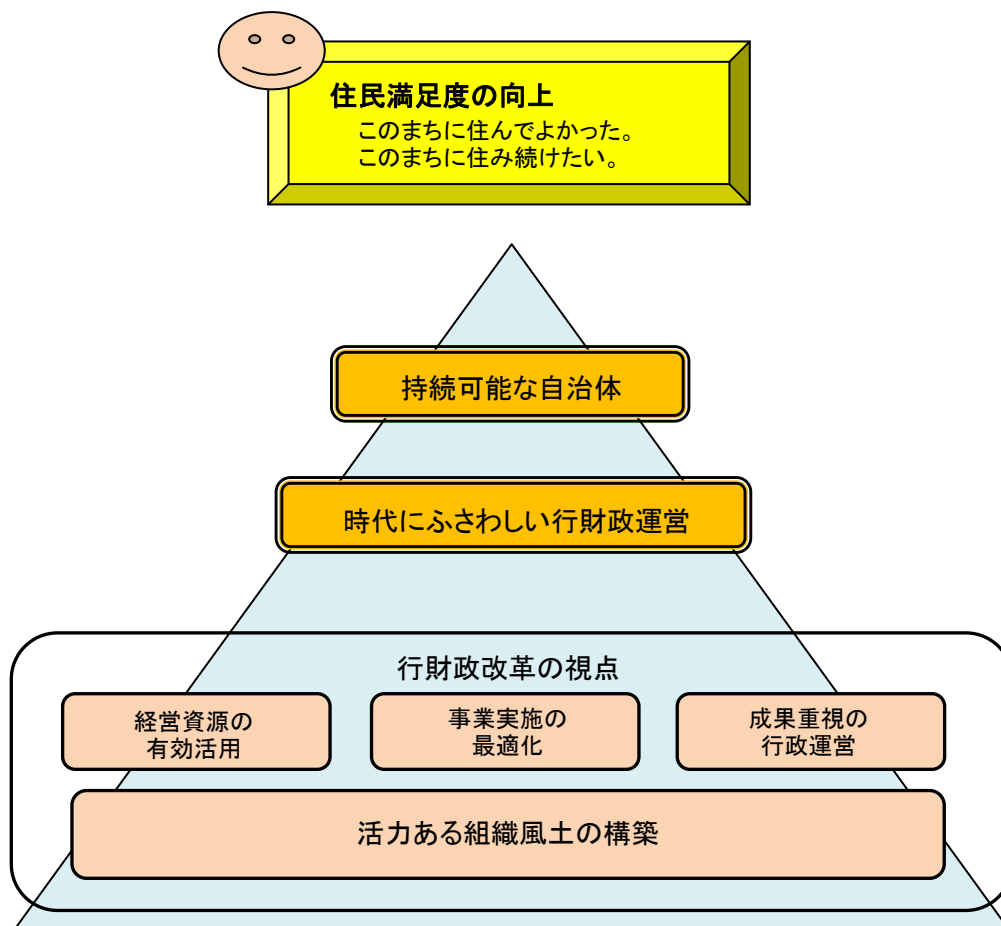 住民満足度の向上
このまちに住んでよかった。
このまちに住み続けたい。
持続可能な自治体
時代にふさわしい行財政運営
行財政改革の視点
経営資源の
有効活用
事業実施の
最適化
成果重視の
行政運営
活力ある組織風土の構築